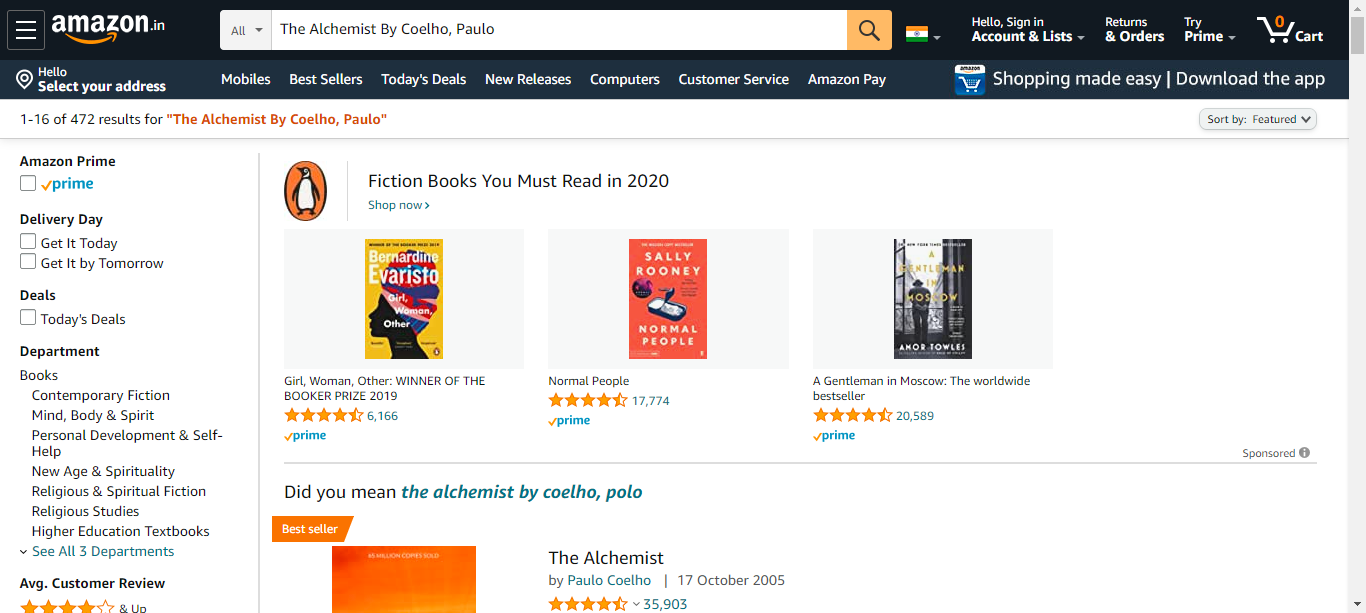 amazon.in
All
The Alchemist By Coelho, Paulo
Hello, Sign in
Account & Lists
Returns
& Orders
Try
Prime
0
Cart
Hello
Select your address
Mobiles Best Sellers Today's Deals New Releases Computers Customer Service Amazon Pay
amazon
Shopping made easy | Download the app
1-16 of 472 results for "The Alchemist By Coelho, Paulo"
Sort by: Featured
Amazon Prime
prime
Delivery Day
Get It Today
Get It by Tomorrow
Deals
Today's Deals
Department
Books
Contemporary Fiction
Mind, Body & Spirit
Personal Development & Self-
Help
New Age & Spirituality
Religious & Spiritual Fiction
Religious Studies
Higher Education Textbooks
See All 3 Departments
Avg. Customer Review
& Up
Fiction Books You Must Read in 2020
Shop now ›
WINNER OF THE BOOKER PRIZE 2019
Bernardine
Evaristo
Girl,
Woman,
Other
Girl, Woman, Other: WINNER OF THE
BOOKER PRIZE 2019
6,166
prime
SALLY
ROONEY
NORMAL
PEOPLE
Normal People
17,774
prime
A
GENTLEMAN
IN
MOSCOW
AMOR TOWLES
A Gentleman in Moscow: The worldwide
bestseller
20,589
prime
Sponsored
Did you mean the alchemist by coelho, polo
Best seller
65 MILLION COPIES SOLD
The Alchemist
by Paulo Coelho | 17 October 2005
35,903